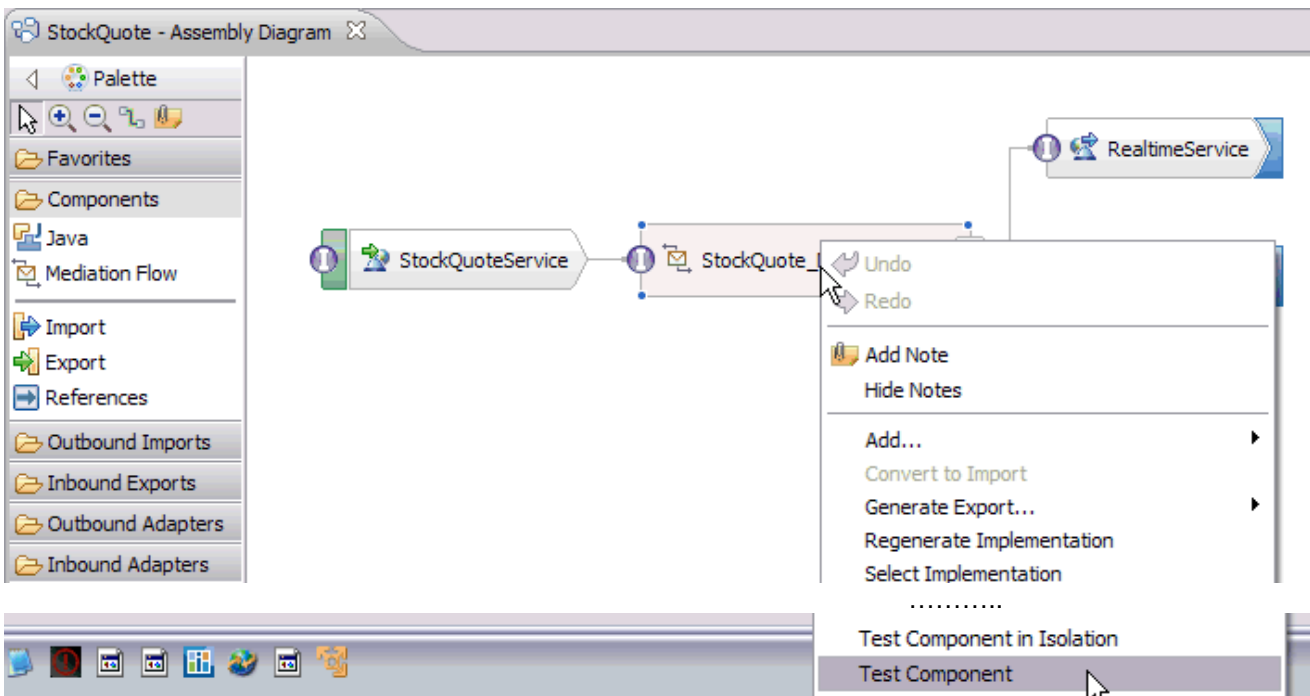 StockQuote - Assembly Diagram
Palette
Favorites
Components
Java
Mediation Flow
Import
Export
References
Outbound Imports
Inbound Exports
Outbound Adapters
Inbound Adapters
StockQuoteService
StockQuote_
RealtimeService
Undo
Redo
Add Note
Hide Notes
Add...
Convert to Import
Generate Export...
Regenerate Implementation
Select Implementation
...........
Test Component in Isolation
Test Component